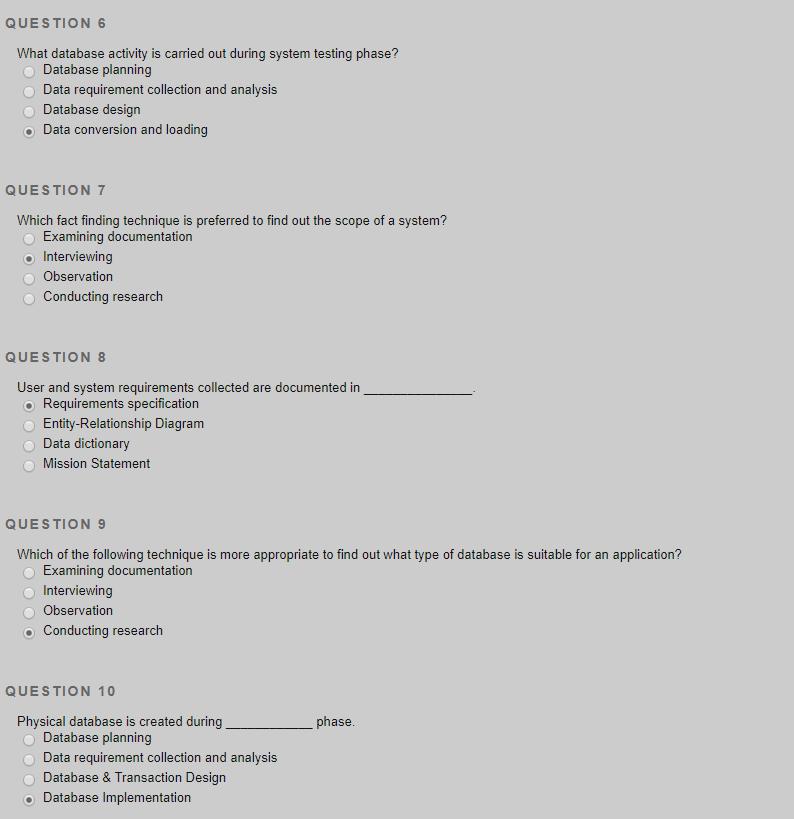 QUESTION 6
What database activity is carried out during system testing phase?
Database planning
Data requirement collection and analysis
Database design
Data conversion and loading
QUESTION 7
Which fact finding technique is preferred to find out the scope of a system?
Examining documentation
Interviewing
Observation
Conducting research
QUESTION 8
User and system requirements collected are documented in _______________.
Requirements specification
Entity-Relationship Diagram
Data dictionary
Mission Statement
QUESTION 9
Which of the following technique is more appropriate to find out what type of database is suitable for an application?
Examining documentation
Interviewing
Observation
Conducting research
QUESTION 10
Physical database is created during ____________ phase.
Database planning
Data requirement collection and analysis
Database & Transaction Design
Database Implementation